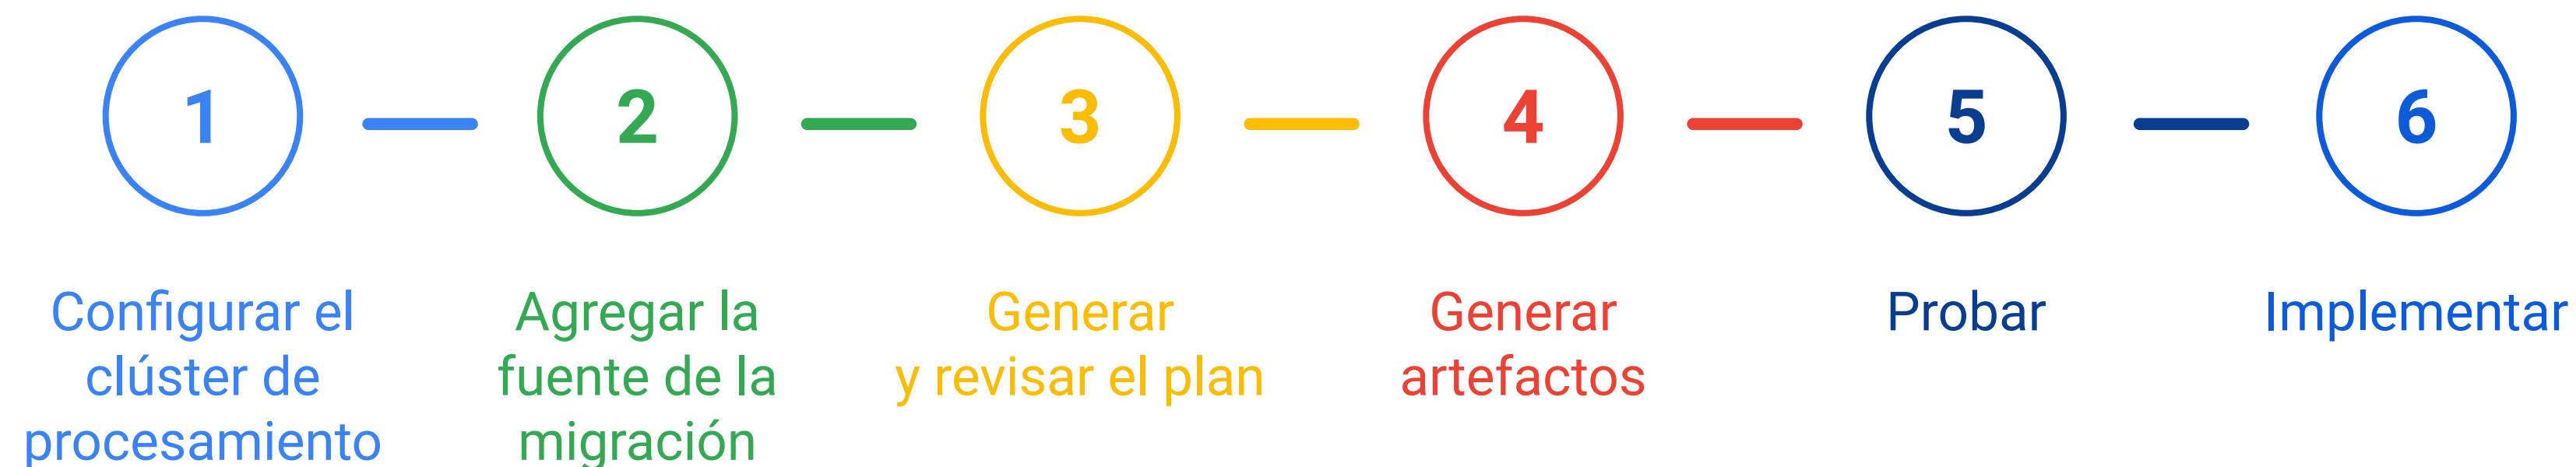 1
2
3
4
5
6
Configurar el
clúster de
procesamiento
Agregar la
fuente de la
migración
Generar
y revisar el plan
Generar
artefactos
Probar
Implementar